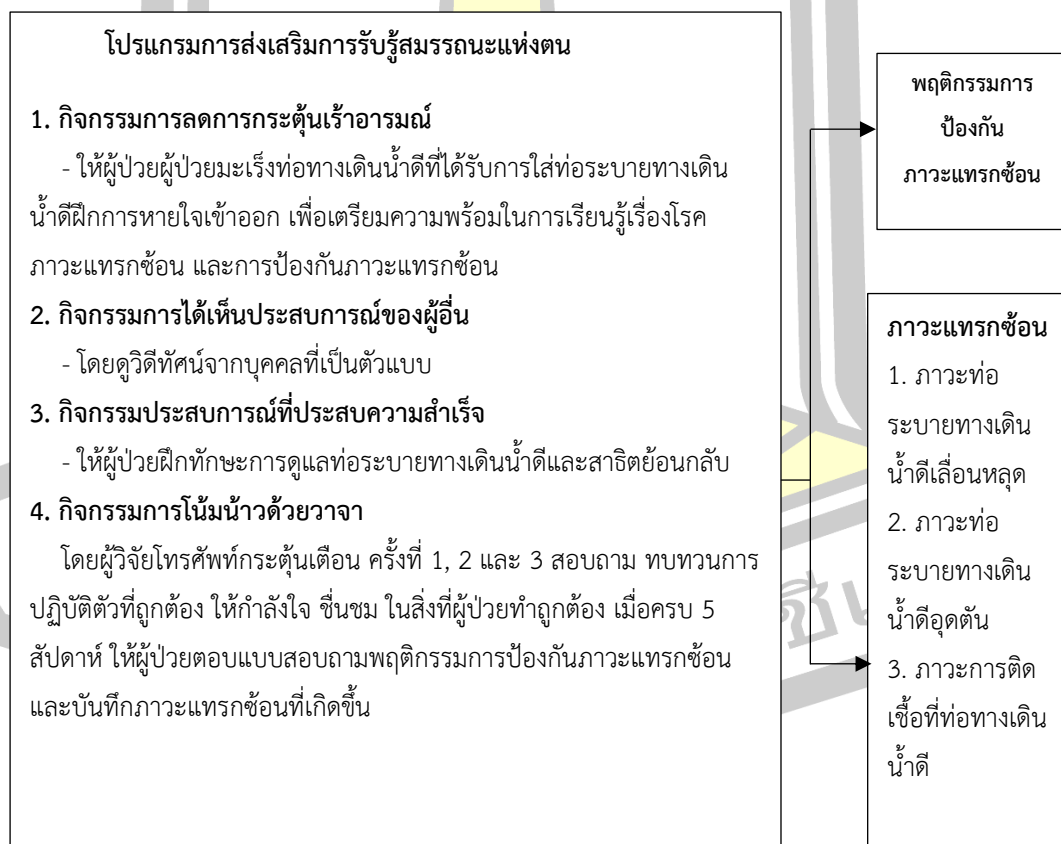 โปรแกรมการส่งเสริมการรับรู้สมรรถนะแห่งตน
1. กิจกรรมการลดการกระตุ้นเร้าอารมณ์
- ให้ผู้ป่วยผู้ป่วยมะเร็งท่อทางเดินน้ำดีที่ได้รับการใส่ท่อระบายทางเดิน
น้ำดีฝึกการหายใจเข้าออก เพื่อเตรียมความพร้อมในการเรียนรู้เรื่องโรค
ภาวะแทรกซ้อน และการป้องกันภาวะแทรกซ้อน
2. กิจกรรมการได้เห็นประสบการณ์ของผู้อื่น
- โดยดูวิดีทัศน์จากบุคคลที่เป็นตัวแบบ
3. กิจกรรมประสบการณ์ที่ประสบความสำเร็จ
- ให้ผู้ป่วยฝึกทักษะการดูแลท่อระบายทางเดินน้ำดีและสาธิตย้อนกลับ
4. กิจกรรมการโน้มน้าวด้วยวาจา
โดยผู้วิจัยโทรศัพท์กระตุ้นเตือน ครั้งที่ 1, 2 และ 3 สอบถาม ทบทวนการ
ปฏิบัติตัวที่ถูกต้อง ให้กำลังใจ ชื่นชม ในสิ่งที่ผู้ป่วยทำถูกต้อง เมื่อครบ 5
สัปดาห์ ให้ผู้ป่วยตอบแบบสอบถามพฤติกรรมการป้องกันภาวะแทรกซ้อน
และบันทึกภาวะแทรกซ้อนที่เกิดขึ้น
พฤติกรรมการ
ป้องกัน
ภาวะแทรกซ้อน
ภาวะแทรกซ้อน
1. ภาวะท่อ
ระบายทางเดิน
น้ำดีเลื่อนหลุด
2. ภาวะท่อ
ระบายทางเดิน
น้ำดีอุดตัน
3. ภาวะการติด
เชื้อที่ท่อทางเดิน
น้ำดี